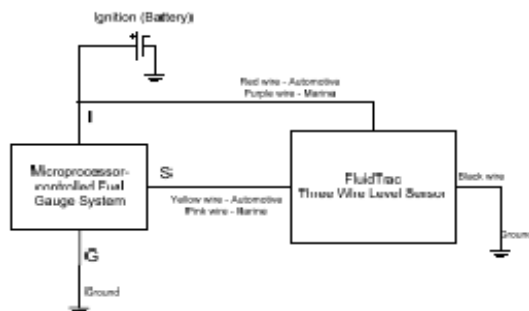 Ignition (Battery)
Red wire - Automotive
Purple wire - Marine
I
Microprocessor-
controlled Fuel
Gauge System
S
Yellow wire - Automotive
Pink wire - Marine
FluidTrac
Three Wire Level Sensor
Black wire
G
Ground
Ground